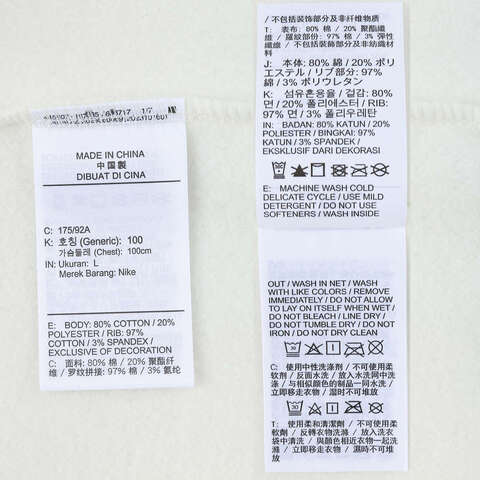 MADE IN CHINA
中国製
DIBUAT DI CINA
C: 175/92A
K: 호칭 (Generic): 100
가슴둘레 (Chest): 100cm
IN: Ukuran: L
Merek Barang: Nike
E: BODY: 80% COTTON / 20%
POLYESTER / RIB: 97%
COTTON / 3% SPANDEX /
EXCLUSIVE OF DECORATION
C: 面料: 80% 棉 / 20% 聚酯纤
维 / 罗纹拼接: 97% 棉 / 3% 氨纶
/ 不包括装饰部分及非纤维物质
T: 表布: 80% 棉 / 20% 聚酯纖
維 / 羅紋部份: 97% 棉 / 3% 彈性
纖維 / 不包括裝飾部分及非紡織材料
J: 本体: 80% 綿 / 20% ポリ
エステル / リブ部分: 97%
綿 / 3% ポリウレタン
K: 섬유혼용율 / 겉감: 80%
면 / 20% 폴리에스터 / RIB:
97% 면 / 3% 폴리우레탄
IN: BADAN: 80% KATUN / 20%
POLIESTER / BINGKAI: 97%
KATUN / 3% SPANDEK /
EKSKLUSIF DARI DEKORASI
E: MACHINE WASH COLD
DELICATE CYCLE / USE MILD
DETERGENT / DO NOT USE
SOFTENERS / WASH INSIDE
OUT / WASH IN NET / WASH
WITH LIKE COLORS / REMOVE
IMMEDIATELY / DO NOT ALLOW
TO LAY ON ITSELF WHEN WET /
DO NOT BLEACH / LINE DRY /
DO NOT TUMBLE DRY / DO NOT
IRON / DO NOT DRY CLEAN
C: 使用中性洗涤剂 / 不可使用柔
软剂 / 反面水洗 / 放入水洗网中洗
涤 / 与相似颜色的制品一同水洗 /
立即移走衣物 / 湿时不可堆放
T: 使用柔和清潔劑 / 不可使用
柔軟劑 / 反轉衣物洗滌 / 放入洗衣
袋中清洗 / 與顏色相近衣物一起洗
滌 / 立即移走衣物 / 濕時不可堆
放